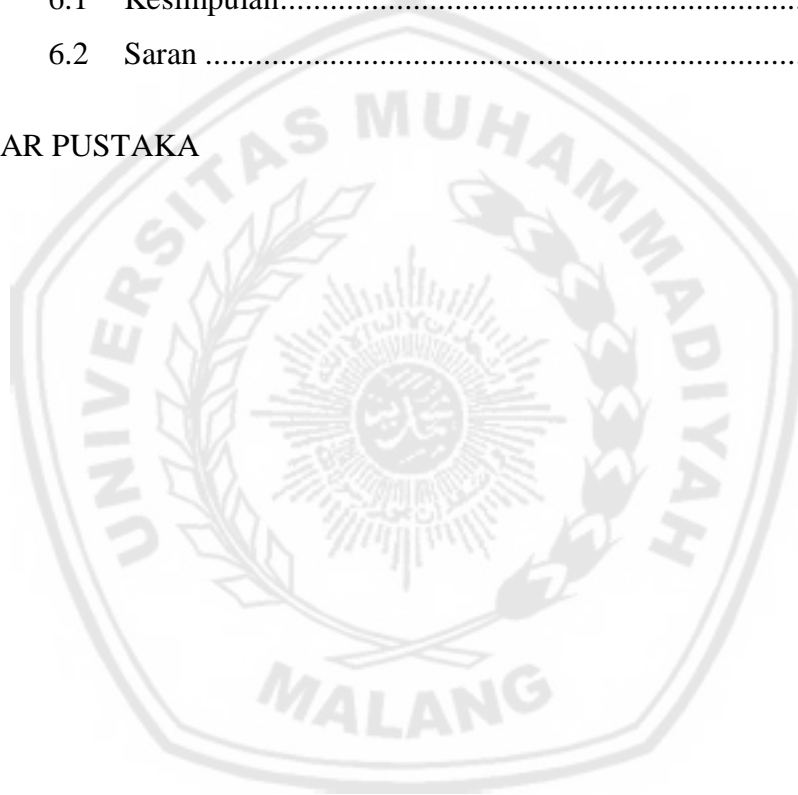 6.1 Kesimpulan.................................................................
6.2 Saran ..........................................................................
AR PUSTAKA
UNIVERSITAS MUHAMMADIYAH
MALANG